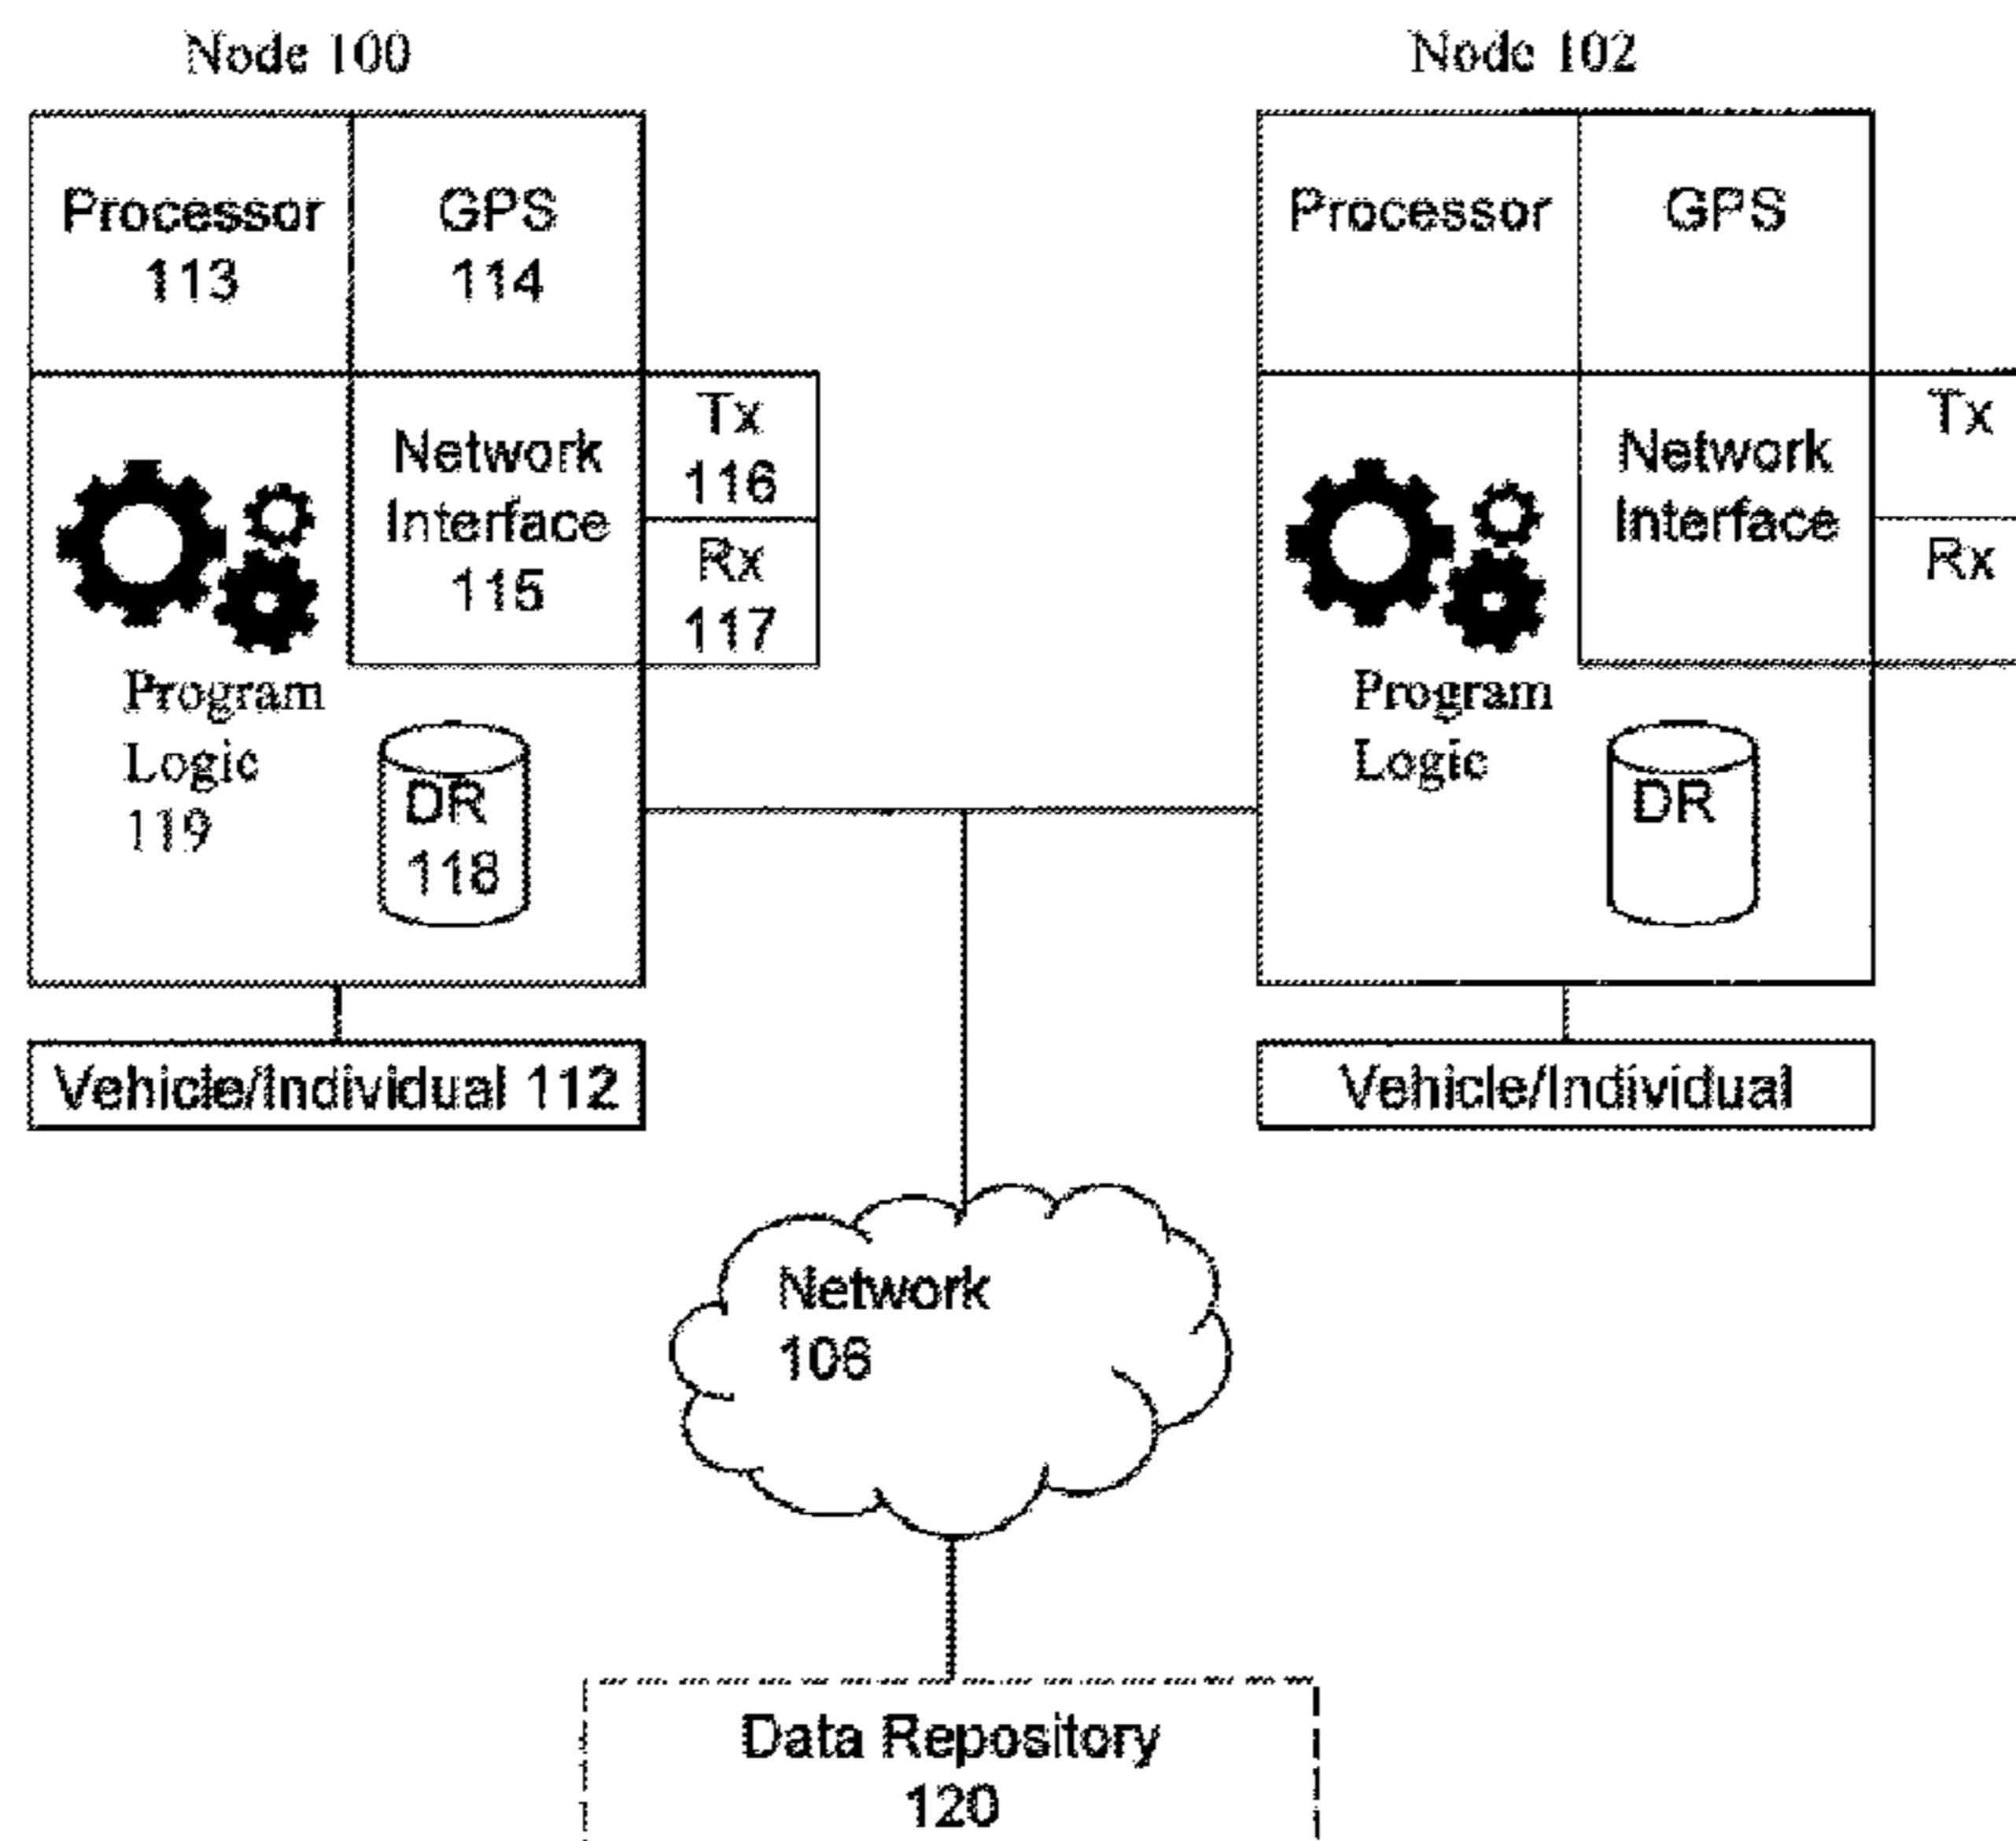 Node 100
Processor
113
GPS
114
Network
Interface
115
Tx
116
Rx
117
Program
Logic
119
DR
118
Vehicle/Individual 112
Node 102
Processor
GPS
Network
Interface
Tx
Rx
Program
Logic
DR
Vehicle/Individual
Network
106
Data Repository
120